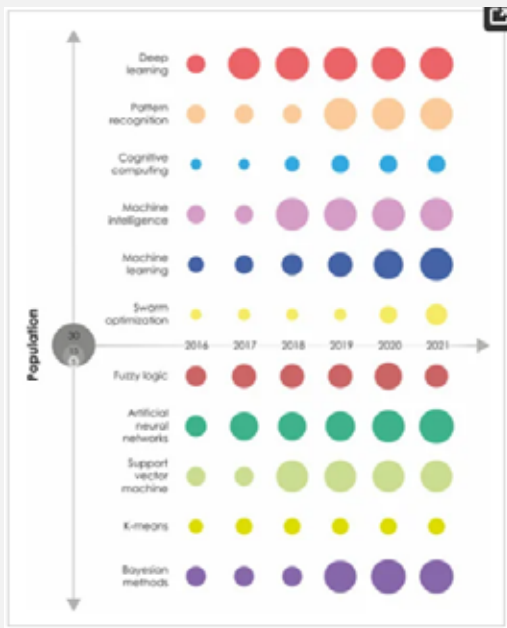 Deep
learning
Pattern
recognition
Cognitive
computing
Machine
intelligence
Machine
learning
Swarm
optimization
Population
30
2016 2017 2018 2019 2020 2021
Fuzzy logic
Artificial
neural
networks
Support
vector
machine
K-means
Bayesian
methods